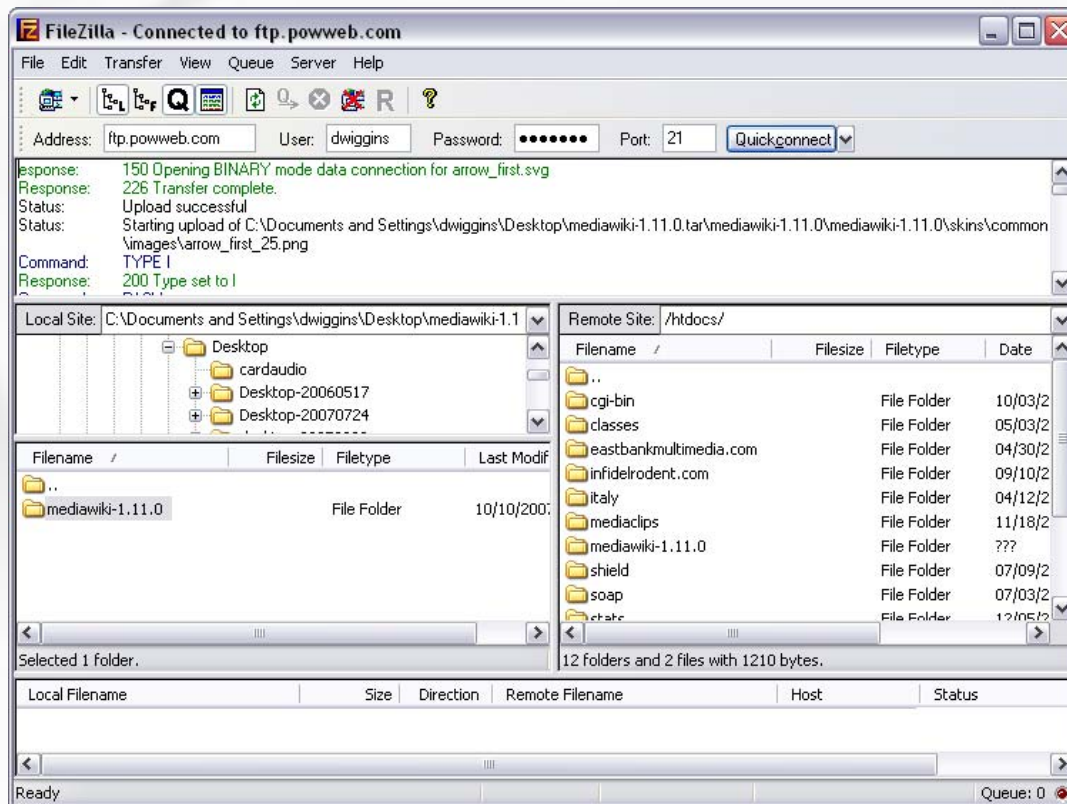 FileZilla - Connected to ftp.powweb.com
File Edit Transfer View Queue Server Help
Address: ftp.powweb.com User: dwiggins Password: ●●●●●●● Port: 21 Quickconnect
esponse: 150 Opening BINARY mode data connection for arrow_first.svg
Response: 226 Transfer complete.
Status: Upload successful
Status: Starting upload of C:\Documents and Settings\dwiggins\Desktop\mediawiki-1.11.0.tar\mediawiki-1.11.0\mediawiki-1.11.0\skins\common
\images\arrow_first_25.png
Command: TYPE I
Response: 200 Type set to I
Local Site: C:\Documents and Settings\dwiggins\Desktop\mediawiki-1.1
Desktop
cardaudio
Desktop-20060517
Desktop-20070724
Filename Filesize Filetype Last Modif
..
mediawiki-1.11.0 File Folder 10/10/2007
Selected 1 folder.
Remote Site: /htdocs/
Filename Filesize Filetype Date
..
cgi-bin File Folder 10/03/2
classes File Folder 05/03/2
eastbankmultimedia.com File Folder 04/30/2
infidelrodent.com File Folder 09/10/2
italy File Folder 04/12/2
mediaclips File Folder 11/18/2
mediawiki-1.11.0 File Folder ???
shield File Folder 07/09/2
soap File Folder 07/03/2
stats File Folder 12/05/2
12 folders and 2 files with 1210 bytes.
Local Filename Size Direction Remote Filename Host Status
Ready Queue: 0